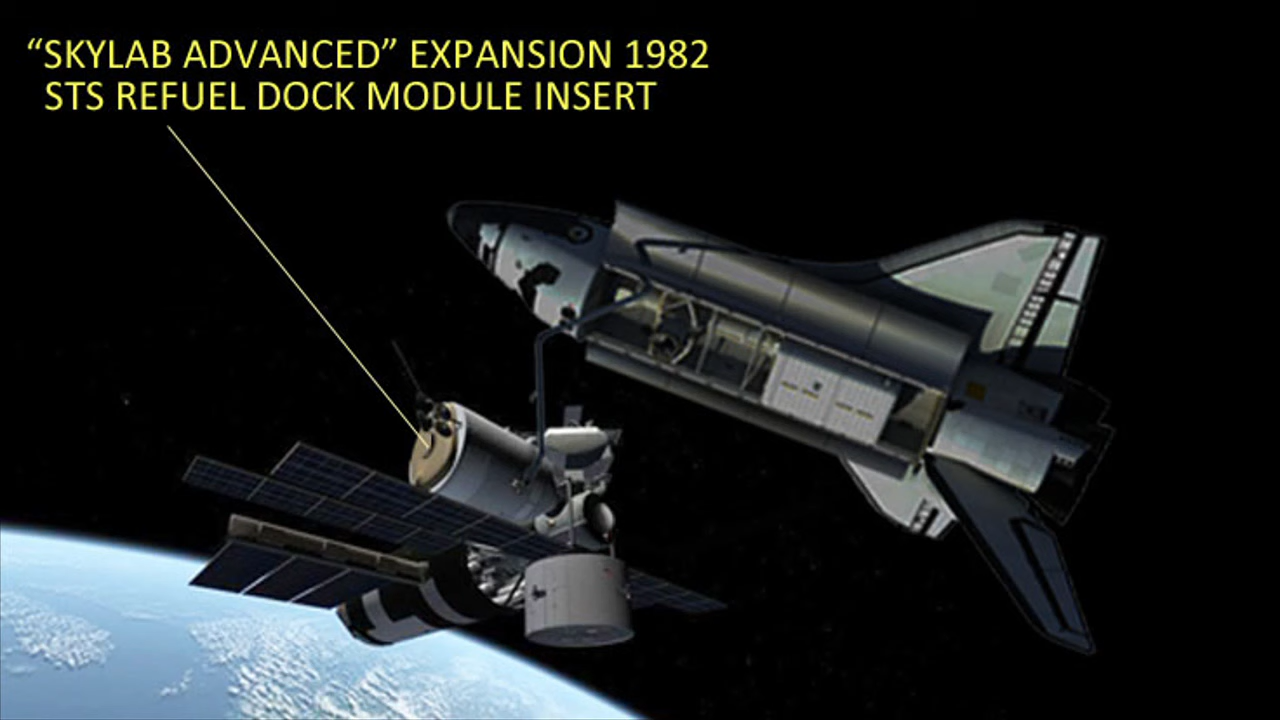 “SKYLAB ADVANCED” EXPANSION 1982
STS REFUEL DOCK MODULE INSERT